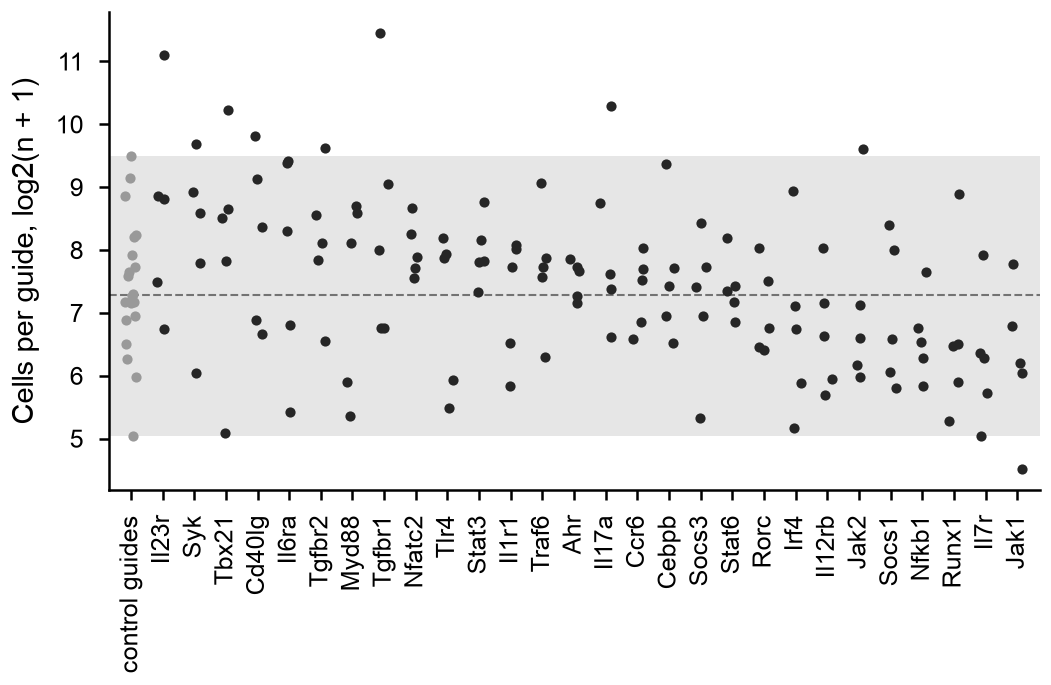 Cells per guide, log2(n + 1)
11
10
9
8
7
6
5
control guides
Il23r
Syk
Tbx21
Cd40lg
Il6ra
Tgfbr2
Myd88
Tgfbr1
Nfatc2
Tlr4
Stat3
Il1r1
Traf6
Ahr
Il17a
Ccr6
Cebpb
Socs3
Stat6
Rorc
Irf4
Il12rb
Jak2
Socs1
Nfkb1
Runx1
Il7r
Jak1